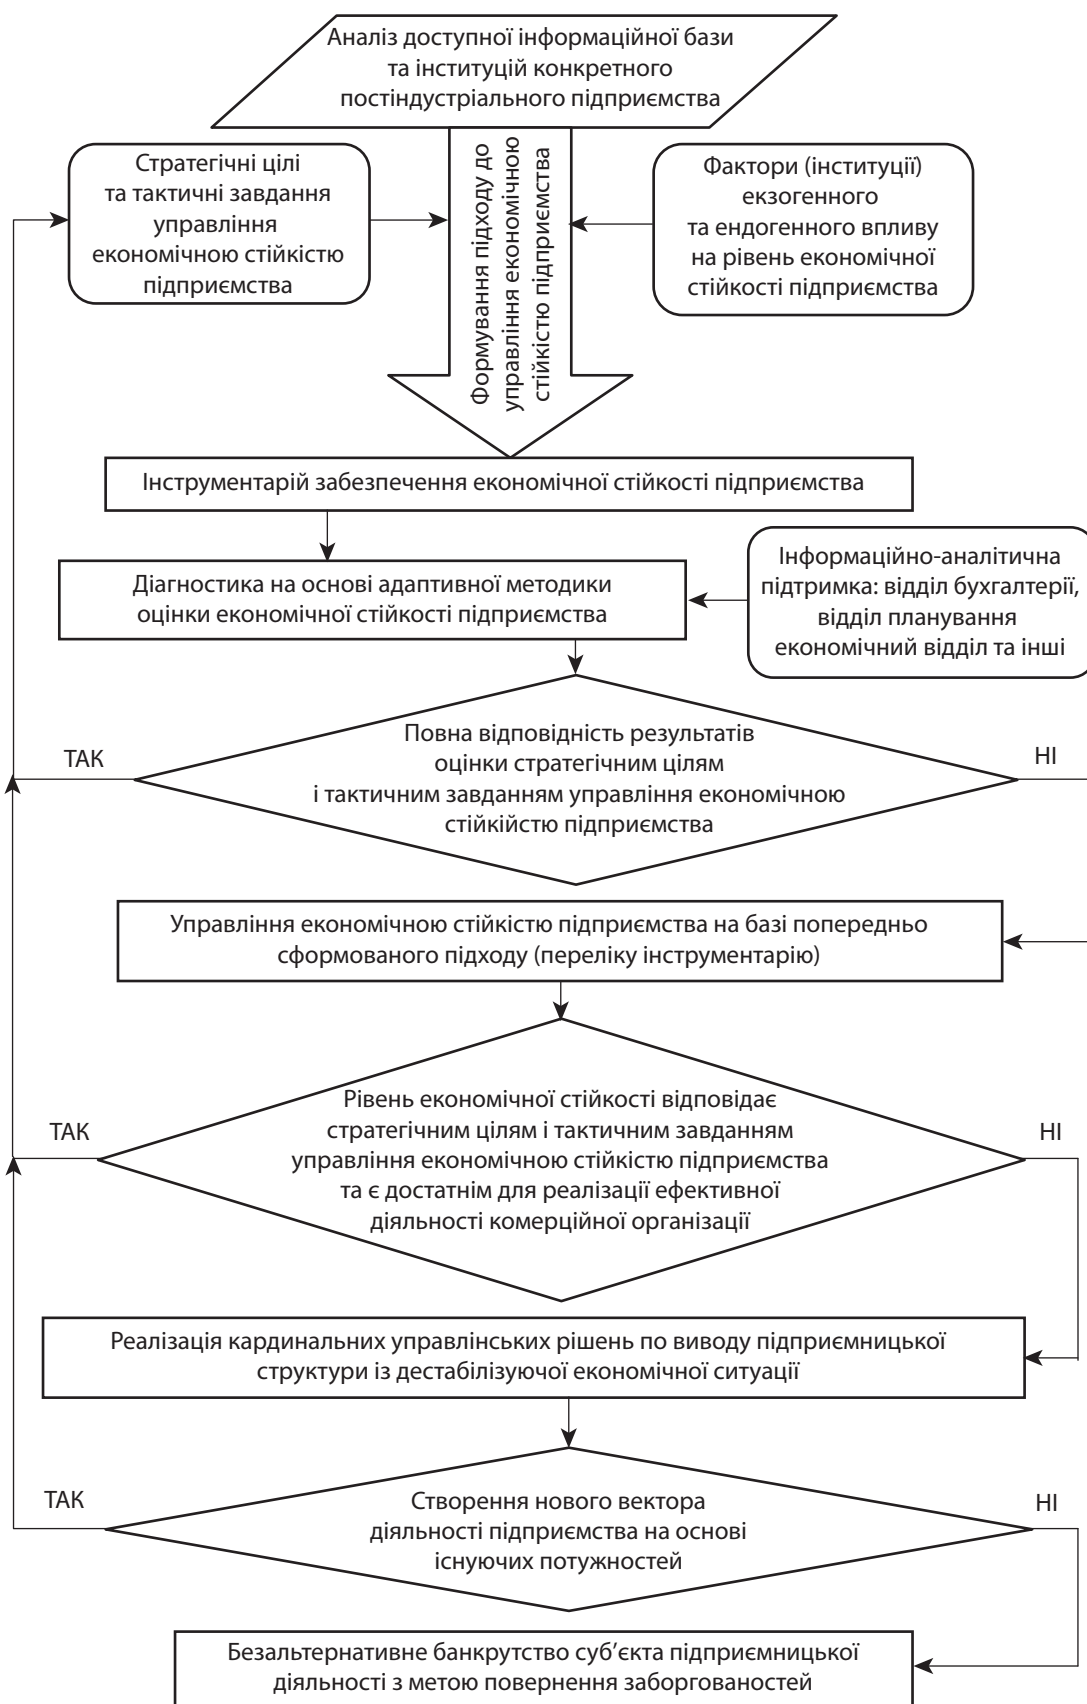 Аналіз доступної інформаційної бази
та інституцій конкретного
постіндустріального підприємства
Стратегічні цілі
та тактичні завдання
управління
економічною стійкістю
підприємства
Формування підходу до
управління економічною
стійкістю підприємства
Фактори (інституції)
екзогенного
та ендогенного впливу
на рівень економічної
стійкості підприємства
Інструментарій забезпечення економічної стійкості підприємства
Діагностика на основі адаптивної методики
оцінки економічної стійкості підприємства
Інформаційно-аналітична
підтримка: відділ бухгалтерії,
відділ планування
економічний відділ та інші
ТАК
Повна відповідність результатів
оцінки стратегічним цілям
і тактичним завданням управління економічною
стійкійстю підприємства
НІ
Управління економічною стійкістю підприємства на базі попередньо
сформованого підходу (переліку інструментарію)
ТАК
Рівень економічної стійкості відповідає
стратегічним цілям і тактичним завданням
управління економічною стійкістю підприємства
та є достатнім для реалізації ефективної
діяльності комерційної організації
НІ
Реалізація кардинальних управлінських рішень по виводу підприємницької
структури із дестабілізуючої економічної ситуації
ТАК
Створення нового вектора
діяльності підприємства на основі
існуючих потужностей
НІ
Безальтернативне банкрутство суб’єкта підприємницької
діяльності з метою повернення заборгованостей